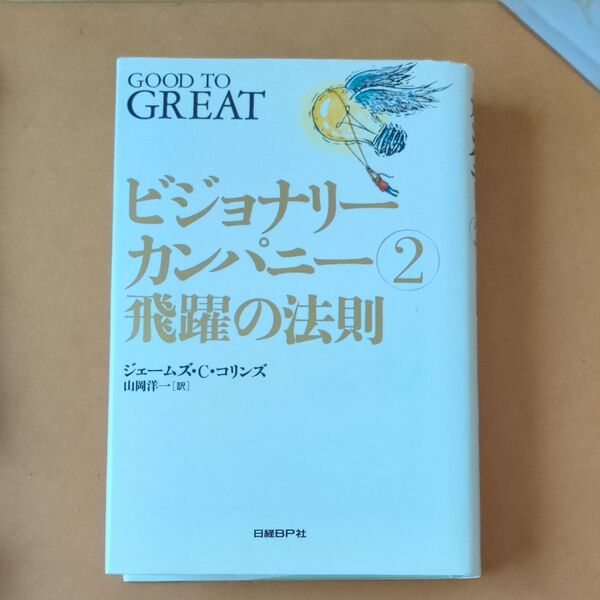 GOOD TO
GREAT
ビジョナリー
カンパニー②
飛躍の法則
ジェームズ・C・コリンズ
山岡洋一[訳]
日経BP社